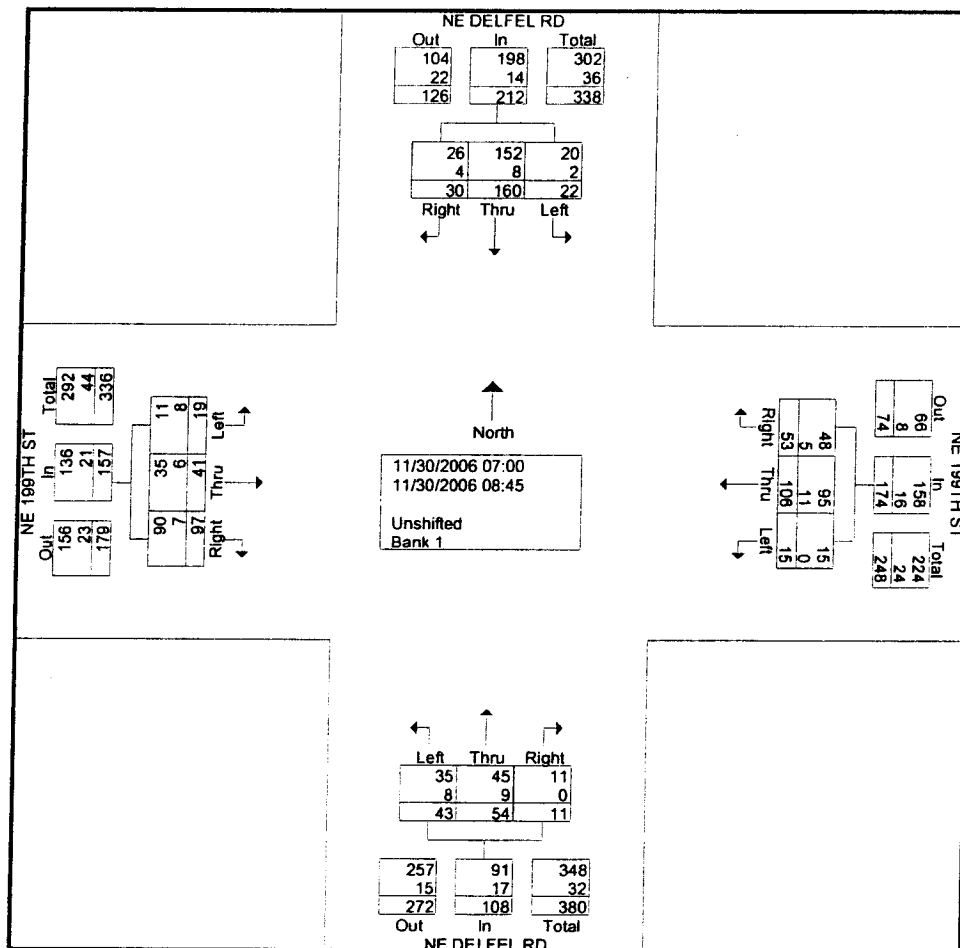 NE DELFEL RD
Out In Total
104 198 302
22 14 36
126 212 338
26 152 20
4 8 2
30 160 22
Right Thru Left
NE 199TH ST
Total In Out
292 136 156
44 21 23
336 157 179
11 35 90
8 6 7
19 41 97
Left Thru Right
North
11/30/2006 07:00
11/30/2006 08:45
Unshifted
Bank 1
Right Thru Left
48 95 15
5 11 0
53 106 15
NE 199TH ST
Out In Total
66 158 224
8 16 24
74 174 248
Left Thru Right
35 45 11
8 9 0
43 54 11
257 91 348
15 17 32
272 108 380
Out In Total
NE DELFEL RD